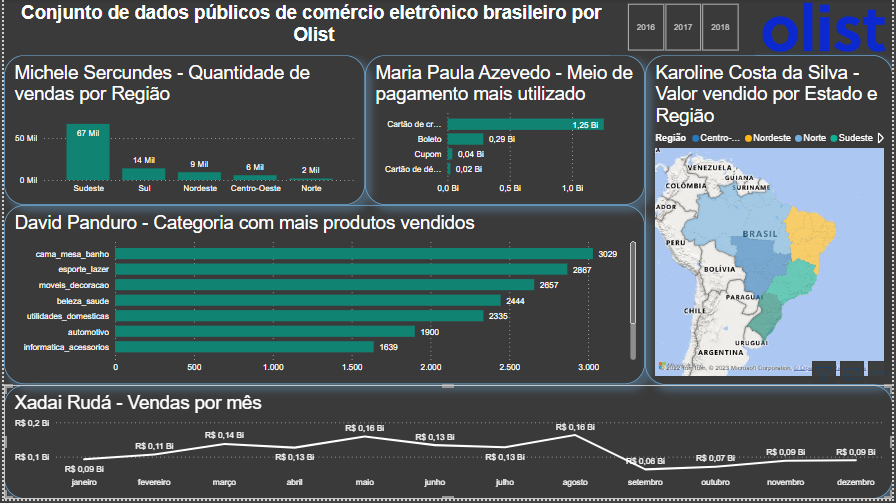 Conjunto de dados públicos de comércio eletrônico brasileiro por
Olist
2016
2017
2018
olist
Michele Sercundes - Quantidade de
vendas por Região
50 Mil
0 Mil
67 Mil
14 Mil
9 Mil
6 Mil
2 Mil
Sudeste
Sul
Nordeste
Centro-Oeste
Norte
Maria Paula Azevedo - Meio de
pagamento mais utilizado
Cartão de cr...
1,25 Bi
Boleto
0,29 Bi
Cupom
0,04 Bi
Cartão de dé...
0,02 Bi
0,0 Bi
0,5 Bi
1,0 Bi
Karoline Costa da Silva -
Valor vendido por Estado e
Região
Região
Centro-...
Nordeste
Norte
Sudeste
VENEZUELA
GUIANA
COLÔMBIA
SURINAME
ADOR
BRASIL
PERU
BOLÍVIA
PARAGUAI
CHILE
URUGUAI
ARGENTINA
© 2022 TomTom, © 2023 Microsoft Corporation,
David Panduro - Categoria com mais produtos vendidos
cama_mesa_banho
3029
esporte_lazer
2867
moveis_decoracao
2657
beleza_saude
2444
utilidades_domesticas
2335
automotivo
1900
informatica_acessorios
1639
0
500
1.000
1.500
2.000
2.500
3.000
Xadai Rudá - Vendas por mês
R$ 0,2 Bi
R$ 0,1 Bi
R$ 0,09 Bi
R$ 0,11 Bi
R$ 0,14 Bi
R$ 0,13 Bi
R$ 0,16 Bi
R$ 0,13 Bi
R$ 0,13 Bi
R$ 0,16 Bi
R$ 0,06 Bi
R$ 0,07 Bi
R$ 0,09 Bi
R$ 0,09 Bi
janeiro
fevereiro
março
abril
maio
junho
julho
agosto
setembro
outubro
novembro
dezembro